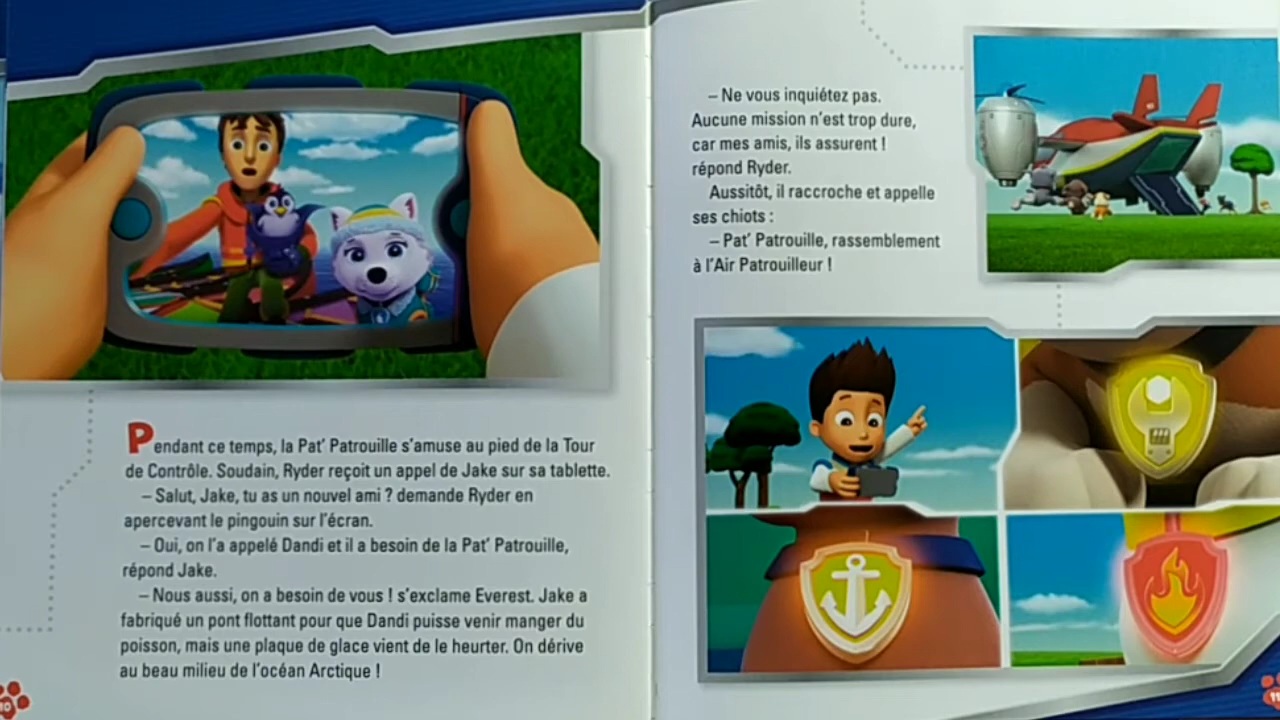 Pendant ce temps, la Pat' Patrouille s'amuse au pied de la Tour
de Contrôle. Soudain, Ryder reçoit un appel de Jake sur sa tablette.
– Salut, Jake, tu as un nouvel ami ? demande Ryder en
apercevant le pingouin sur l'écran.
– Oui, on l'a appelé Dandi et il a besoin de la Pat' Patrouille,
répond Jake.
– Nous aussi, on a besoin de vous ! s'exclame Everest. Jake a
fabriqué un pont flottant pour que Dandi puisse venir manger du
poisson, mais une plaque de glace vient de le heurter. On dérive
au beau milieu de l'océan Arctique !
10
– Ne vous inquiétez pas.
Aucune mission n'est trop dure,
car mes amis, ils assurent !
répond Ryder.
Aussitôt, il raccroche et appelle
ses chiots :
– Pat' Patrouille, rassemblement
à l'Air Patrouilleur !
11